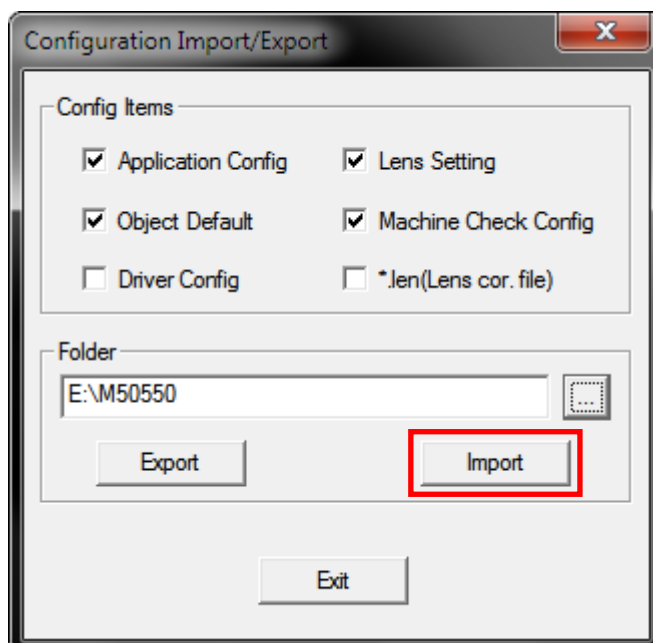 Configuration Import/Export
Config Items
Application Config
Lens Setting
Object Default
Machine Check Config
Driver Config
*.len(Lens cor. file)
Folder
E:\M50550
...
Export
Import
Exit